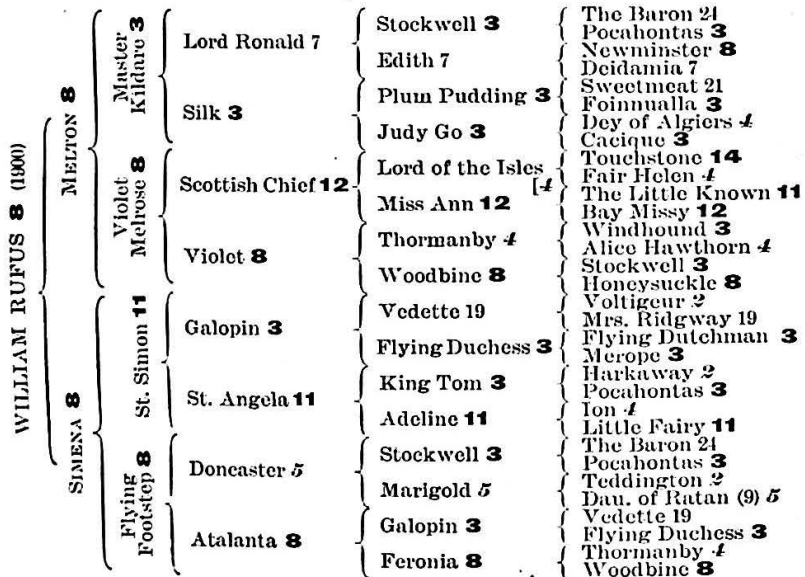 WILLIAM RUFUS 8 (1900)
MELTON 8
SIMENA 8
Master
Kildare 3
Violet
Melrose 8
St. Simon 11
Flying
Footstep 8
Lord Ronald 7
Silk 3
Scottish Chief 12
Violet 8
Galopin 3
St. Angela 11
Doncaster 5
Atalanta 8
Stockwell 3
Edith 7
Plum Pudding 3
Judy Go 3
Lord of the Isles
[4
Miss Ann 12
Thormanby 4
Woodbine 8
Vedette 19
Flying Duchess 3
King Tom 3
Adeline 11
Stockwell 3
Marigold 5
Galopin 3
Feronia 8
The Baron 24
Pocahontas 3
Newminster 8
Deidamia 7
Sweetmeat 21
Foinnualla 3
Dey of Algiers 4
Cacique 3
Touchstone 14
Fair Helen 4
The Little Known 11
Bay Missy 12
Windhound 3
Alice Hawthorn 4
Stockwell 3
Honeysuckle 8
Voltigeur 2
Mrs. Ridgway 19
Flying Dutchman 3
Merope 3
Harkaway 2
Pocahontas 3
Ion 4
Little Fairy 11
The Baron 24
Pocahontas 3
Teddington 2
Dau. of Ratan (9) 5
Vedette 19
Flying Duchess 3
Thormanby 4
Woodbine 8